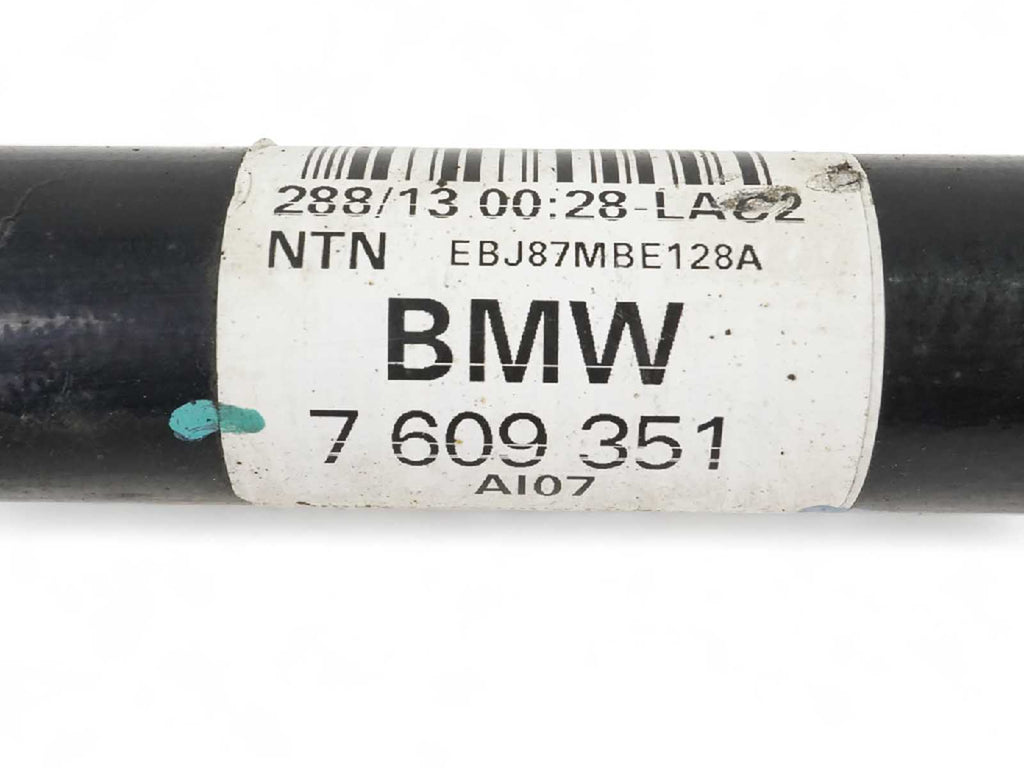 288/13 00:28-LAC2
NTN EBJ87MBE128A
BMW
7 609 351
AI07